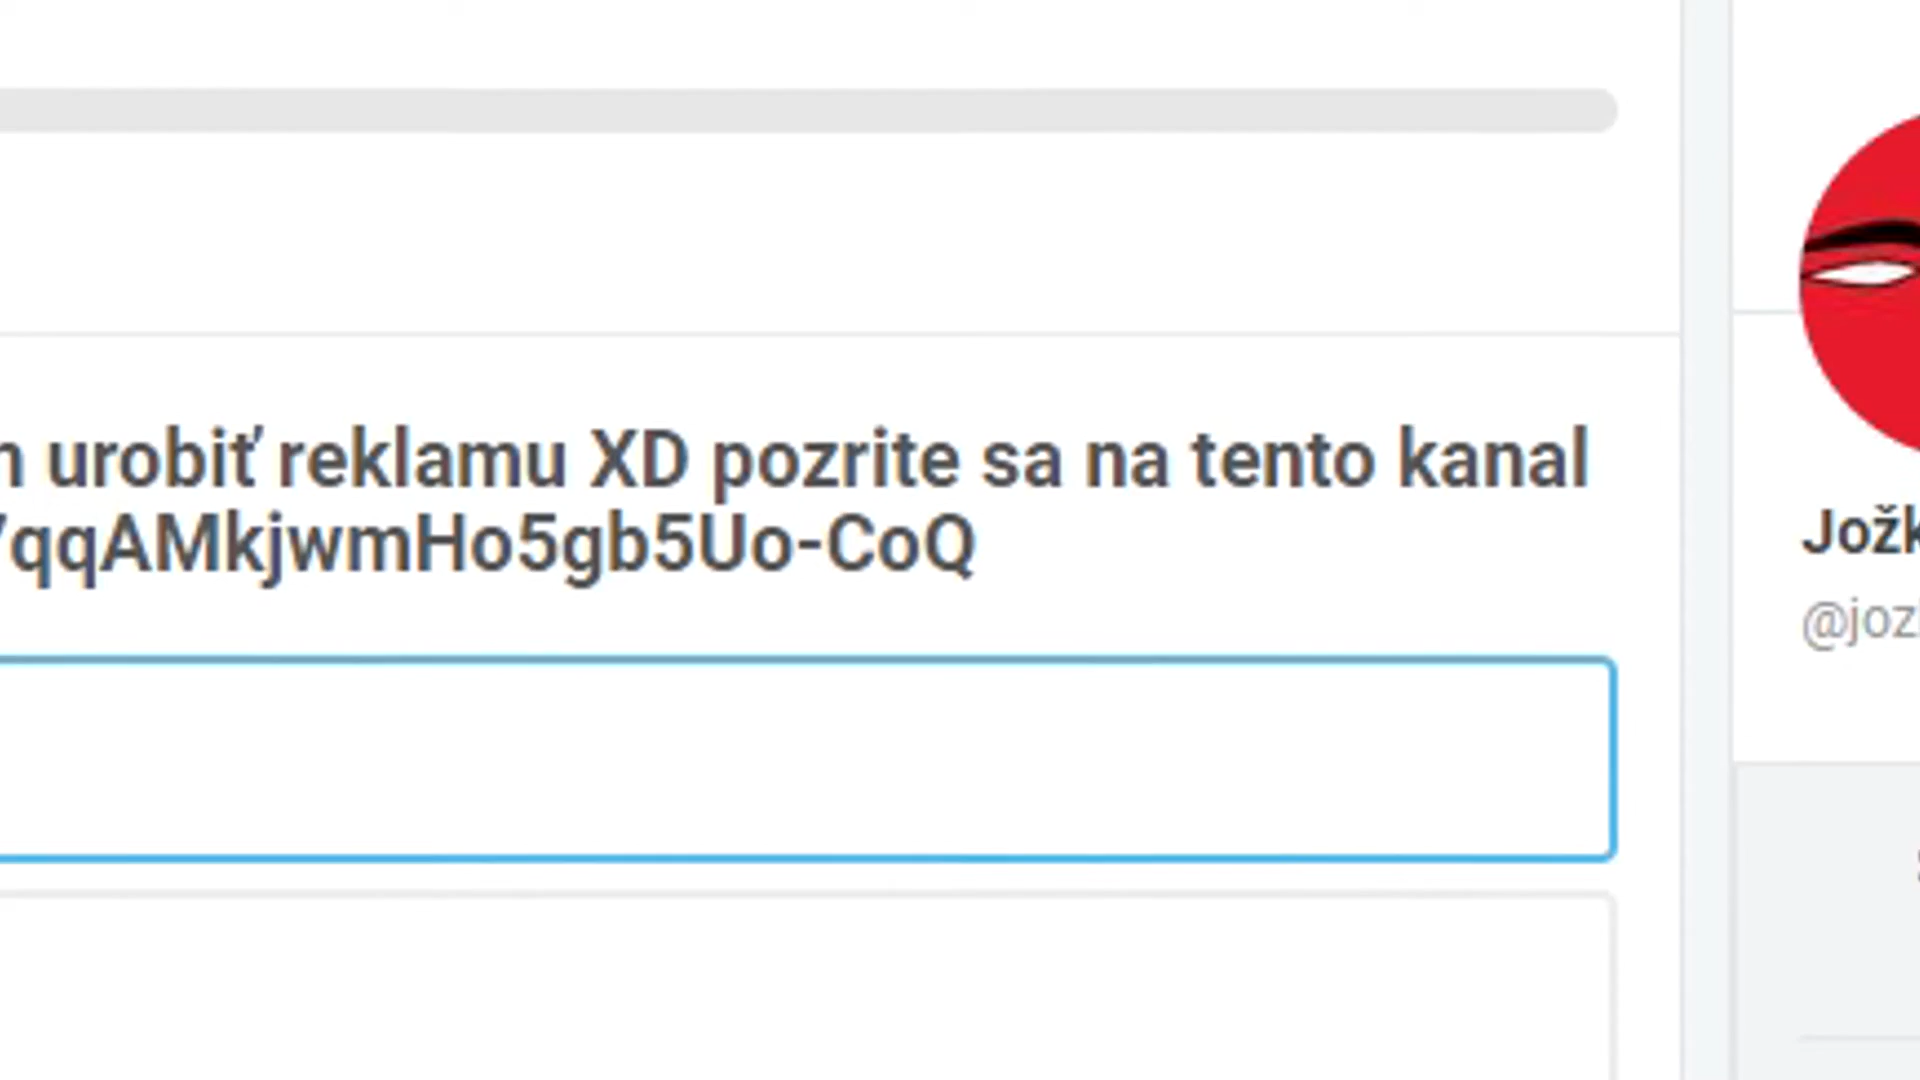 urobiť reklamu XD pozrite sa na tento kanal
qqAMkjwmHo5gb5Uo-CoQ
Jožk
@joz